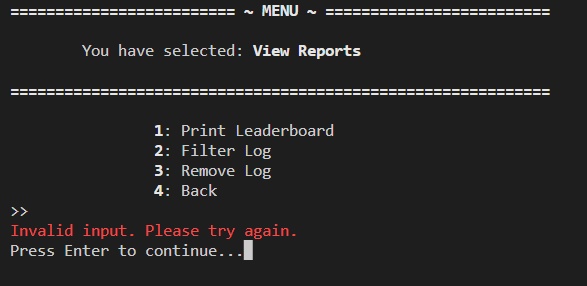 ========================= ~ MENU ~ =========================
You have selected: View Reports
============================================================
1: Print Leaderboard
2: Filter Log
3: Remove Log
4: Back
>>
Invalid input. Please try again.
Press Enter to continue...